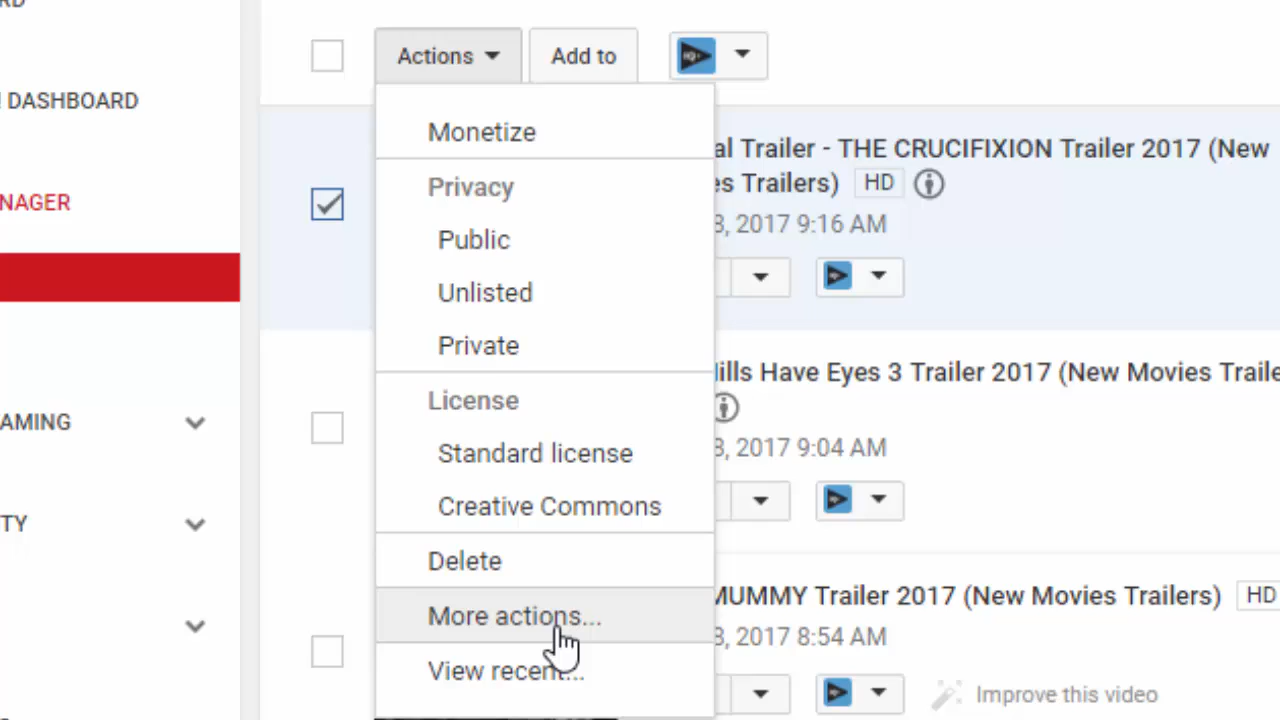 ! DASHBOARD
NAGER
AMING
TY
Actions
Add to
Monetize
Privacy
Public
Unlisted
Private
License
Standard license
Creative Commons
Delete
More actions...
al Trailer - THE CRUCIFIXION Trailer 2017 (New
es Trailers) HD
8, 2017 9:16 AM
ills Have Eyes 3 Trailer 2017 (New Movies Traile
8, 2017 9:04 AM
MUMMY Trailer 2017 (New Movies Trailers) HD
8, 2017 8:54 AM
Improve this video
View recent...